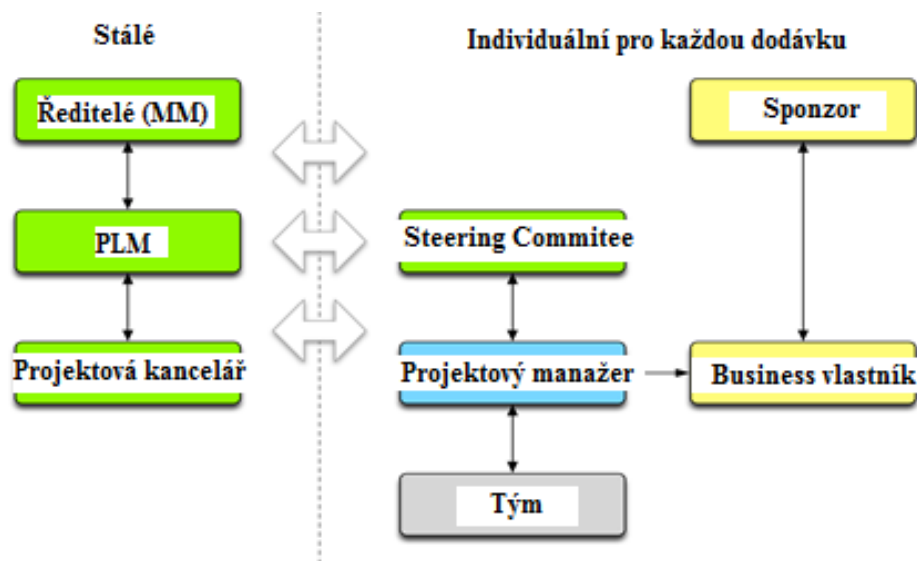 Stálé
Individuální pro každou dodávku
Ředitelé (MM)
Sponzor
PLM
Steering Commitee
Projektová kancelář
Projektový manažer
Business vlastník
Tým